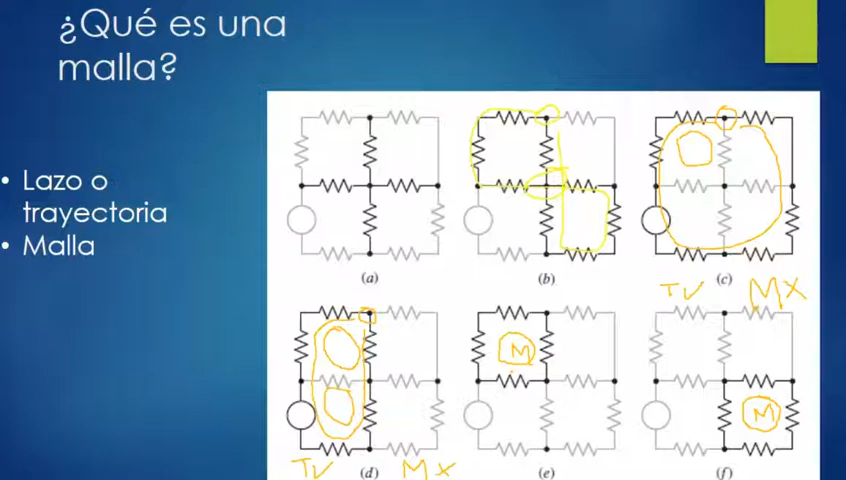 ¿Qué es una
malla?
• Lazo o
trayectoria
• Malla
(a)
(b)
(c)
TV MX
M
M
TV MX
(d)
(e)
(f)